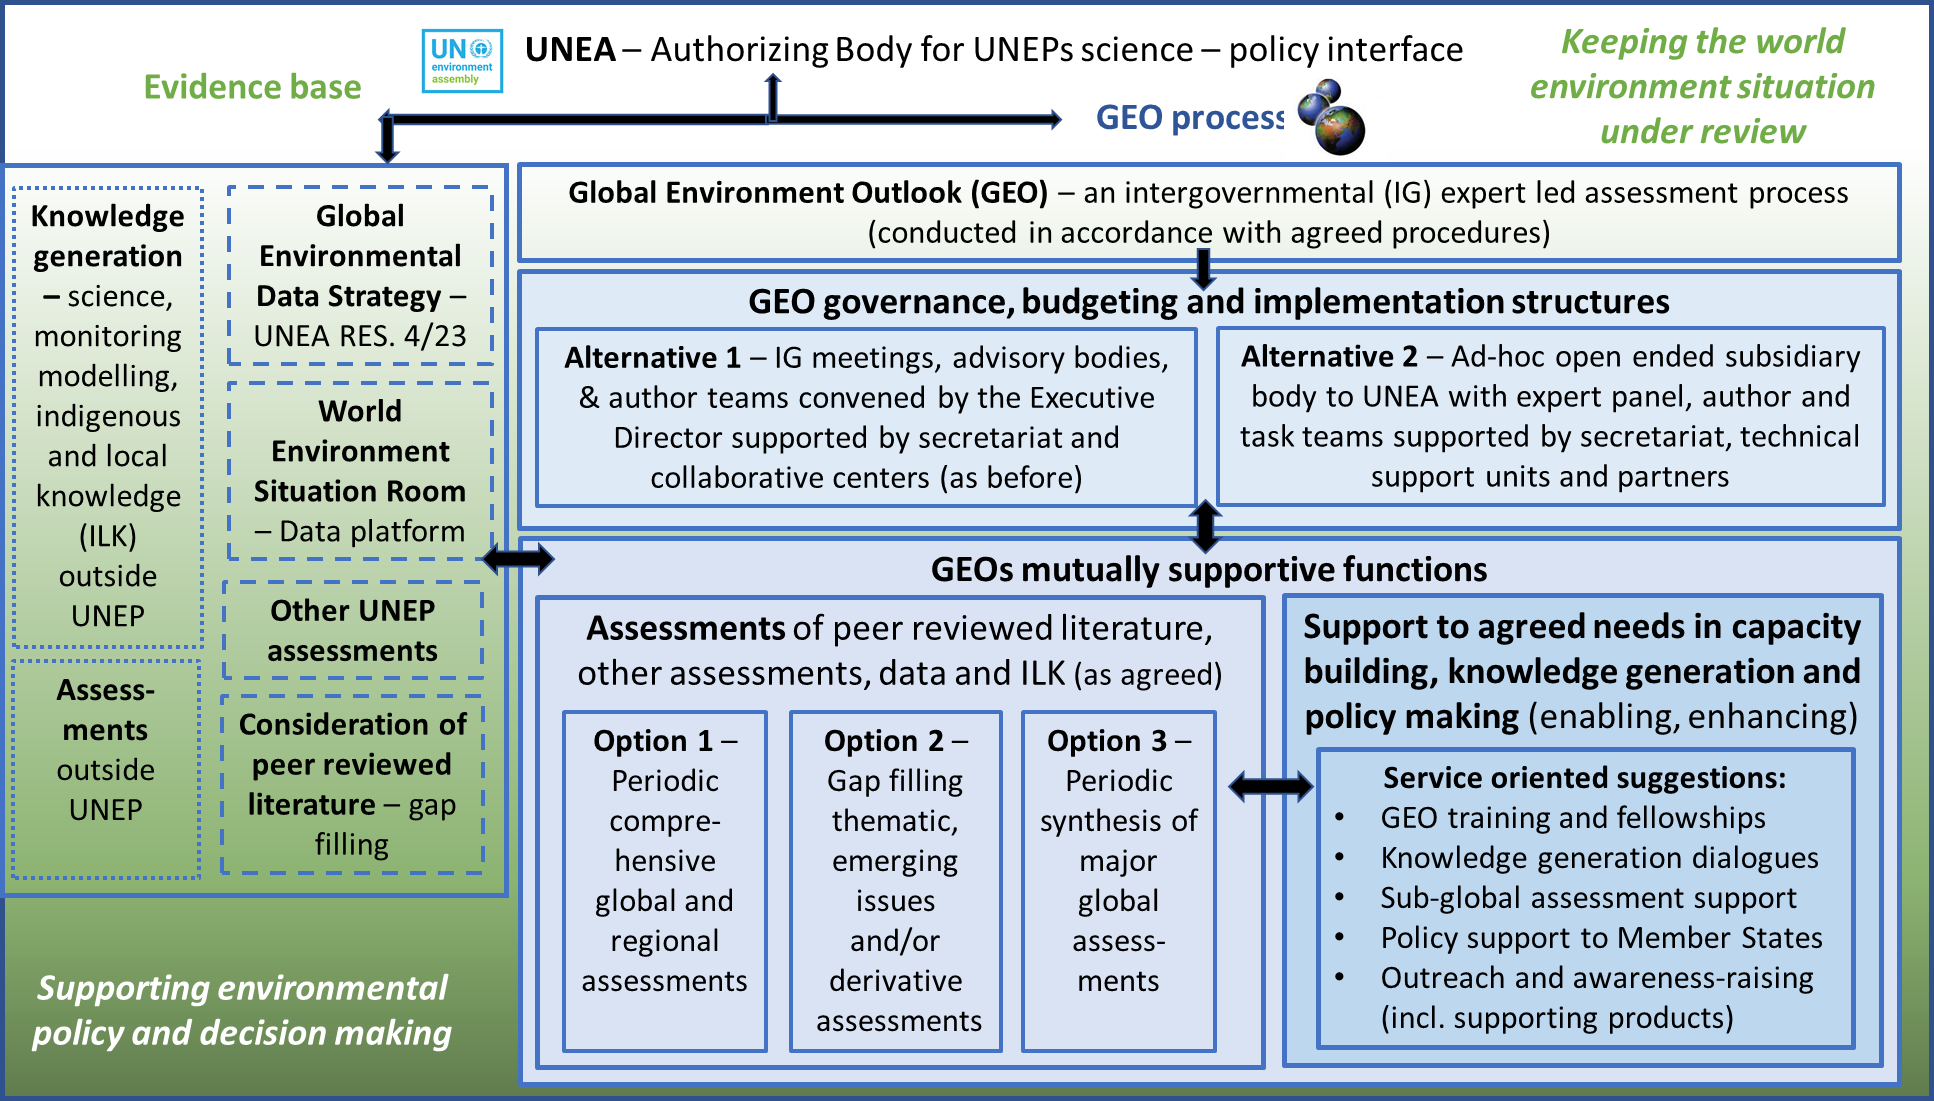 UN
environment
assembly
UNEA – Authorizing Body for UNEPs science – policy interface
Keeping the world
environment situation
under review
Evidence base
GEO process
Knowledge
generation
– science,
monitoring
modelling,
indigenous
and local
knowledge
(ILK)
outside
UNEP
Assess-
ments
outside
UNEP
Global
Environmental
Data Strategy –
UNEA RES. 4/23
World
Environment
Situation Room
– Data platform
Other UNEP
assessments
Consideration of
peer reviewed
literature – gap
filling
Supporting environmental
policy and decision making
Global Environment Outlook (GEO) – an intergovernmental (IG) expert led assessment process
(conducted in accordance with agreed procedures)
GEO governance, budgeting and implementation structures
Alternative 1 – IG meetings, advisory bodies,
& author teams convened by the Executive
Director supported by secretariat and
collaborative centers (as before)
Alternative 2 – Ad-hoc open ended subsidiary
body to UNEA with expert panel, author and
task teams supported by secretariat, technical
support units and partners
GEOs mutually supportive functions
Assessments of peer reviewed literature,
other assessments, data and ILK (as agreed)
Option 1 –
Periodic
compre-
hensive
global and
regional
assessments
Option 2 –
Gap filling
thematic,
emerging
issues
and/or
derivative
assessments
Option 3 –
Periodic
synthesis of
major
global
assess-
ments
Support to agreed needs in capacity
building, knowledge generation and
policy making (enabling, enhancing)
Service oriented suggestions:
• GEO training and fellowships
• Knowledge generation dialogues
• Sub-global assessment support
• Policy support to Member States
• Outreach and awareness-raising
(incl. supporting products)